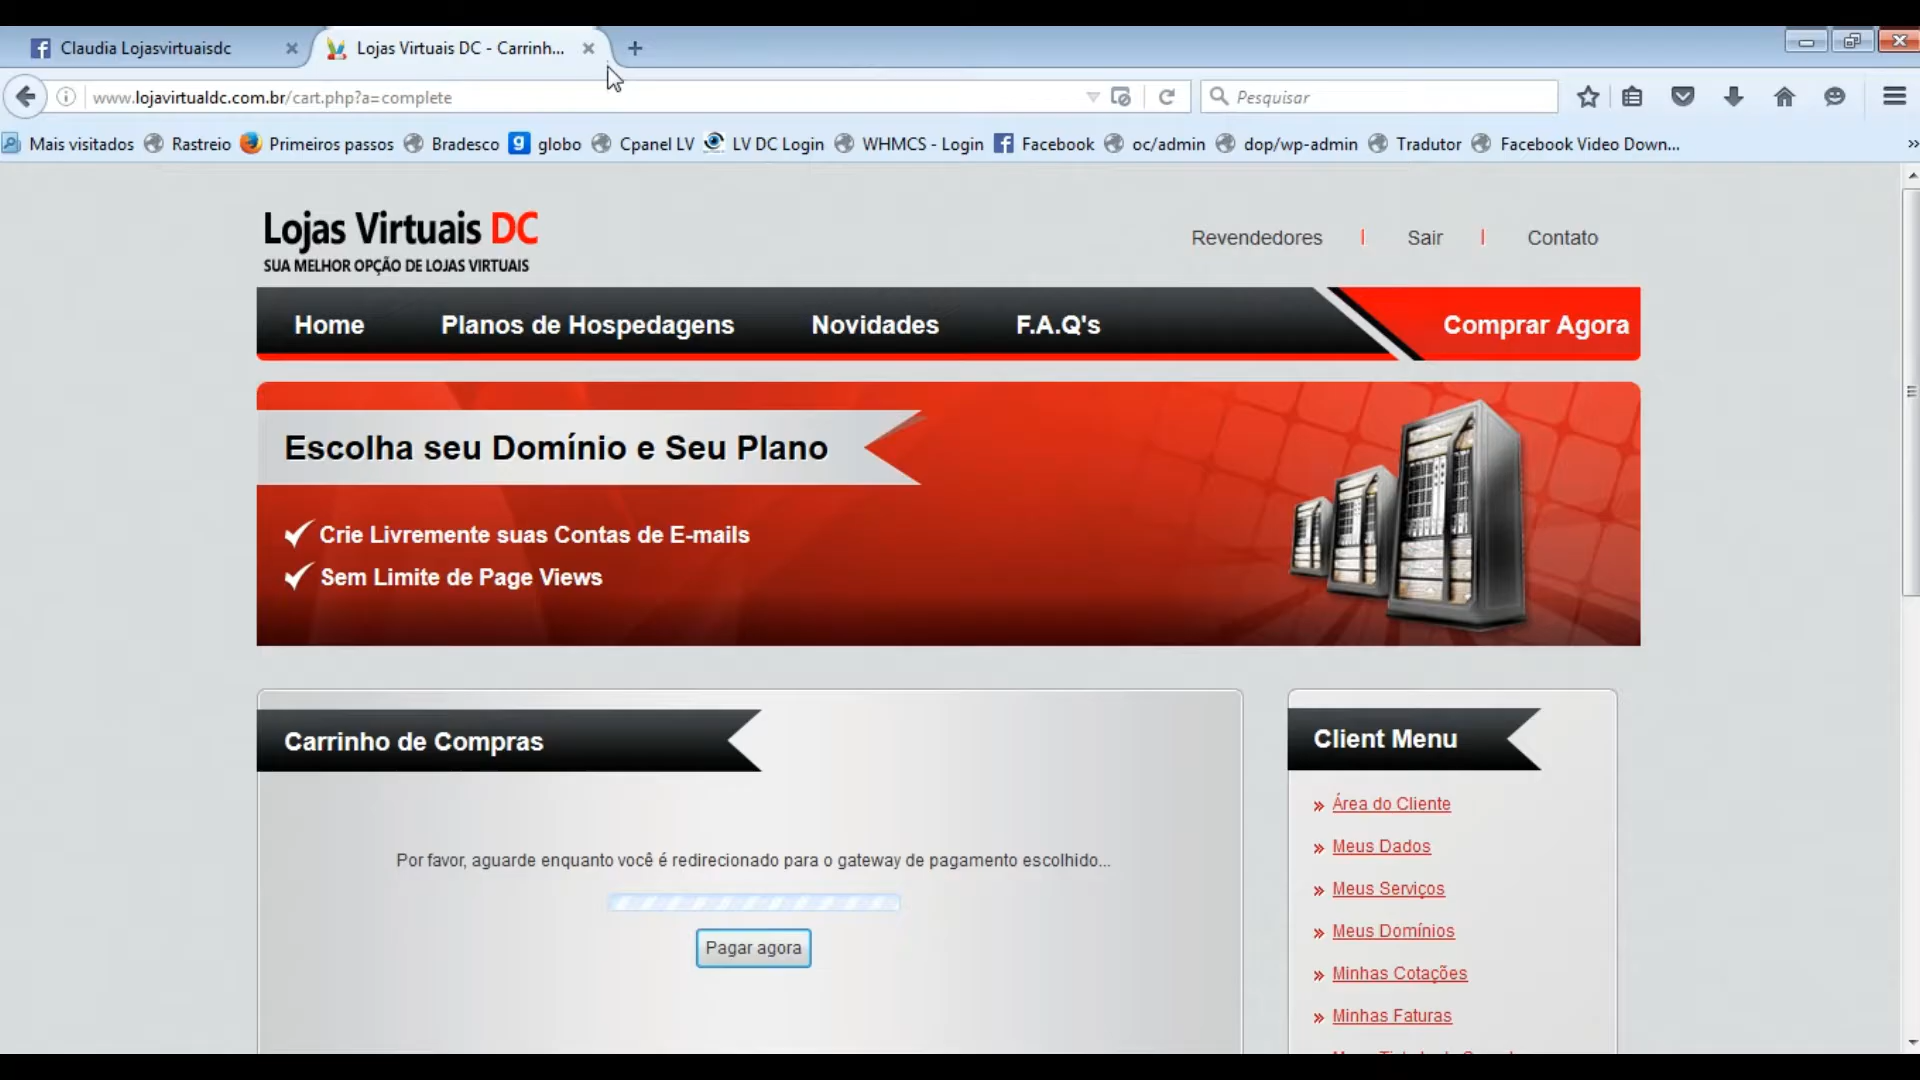 Claudia Lojasvirtuaisdc
Lojas Virtuais DC - Carrinh...
www.lojavirtualdc.com.br/cart.php?a=complete
Pesquisar
Mais visitados Rastreio Primeiros passos Bradesco globo Cpanel LV LV DC Login WHMCS - Login Facebook oc/admin dop/wp-admin Tradutor Facebook Video Down...
Lojas Virtuais DC
SUA MELHOR OPÇÃO DE LOJAS VIRTUAIS
Revendedores | Sair | Contato
Home Planos de Hospedagens Novidades F.A.Q's Comprar Agora
Escolha seu Domínio e Seu Plano
Crie Livremente suas Contas de E-mails
Sem Limite de Page Views
Carrinho de Compras
Por favor, aguarde enquanto você é redirecionado para o gateway de pagamento escolhido...
Pagar agora
Client Menu
» Área do Cliente
» Meus Dados
» Meus Serviços
» Meus Domínios
» Minhas Cotações
» Minhas Faturas